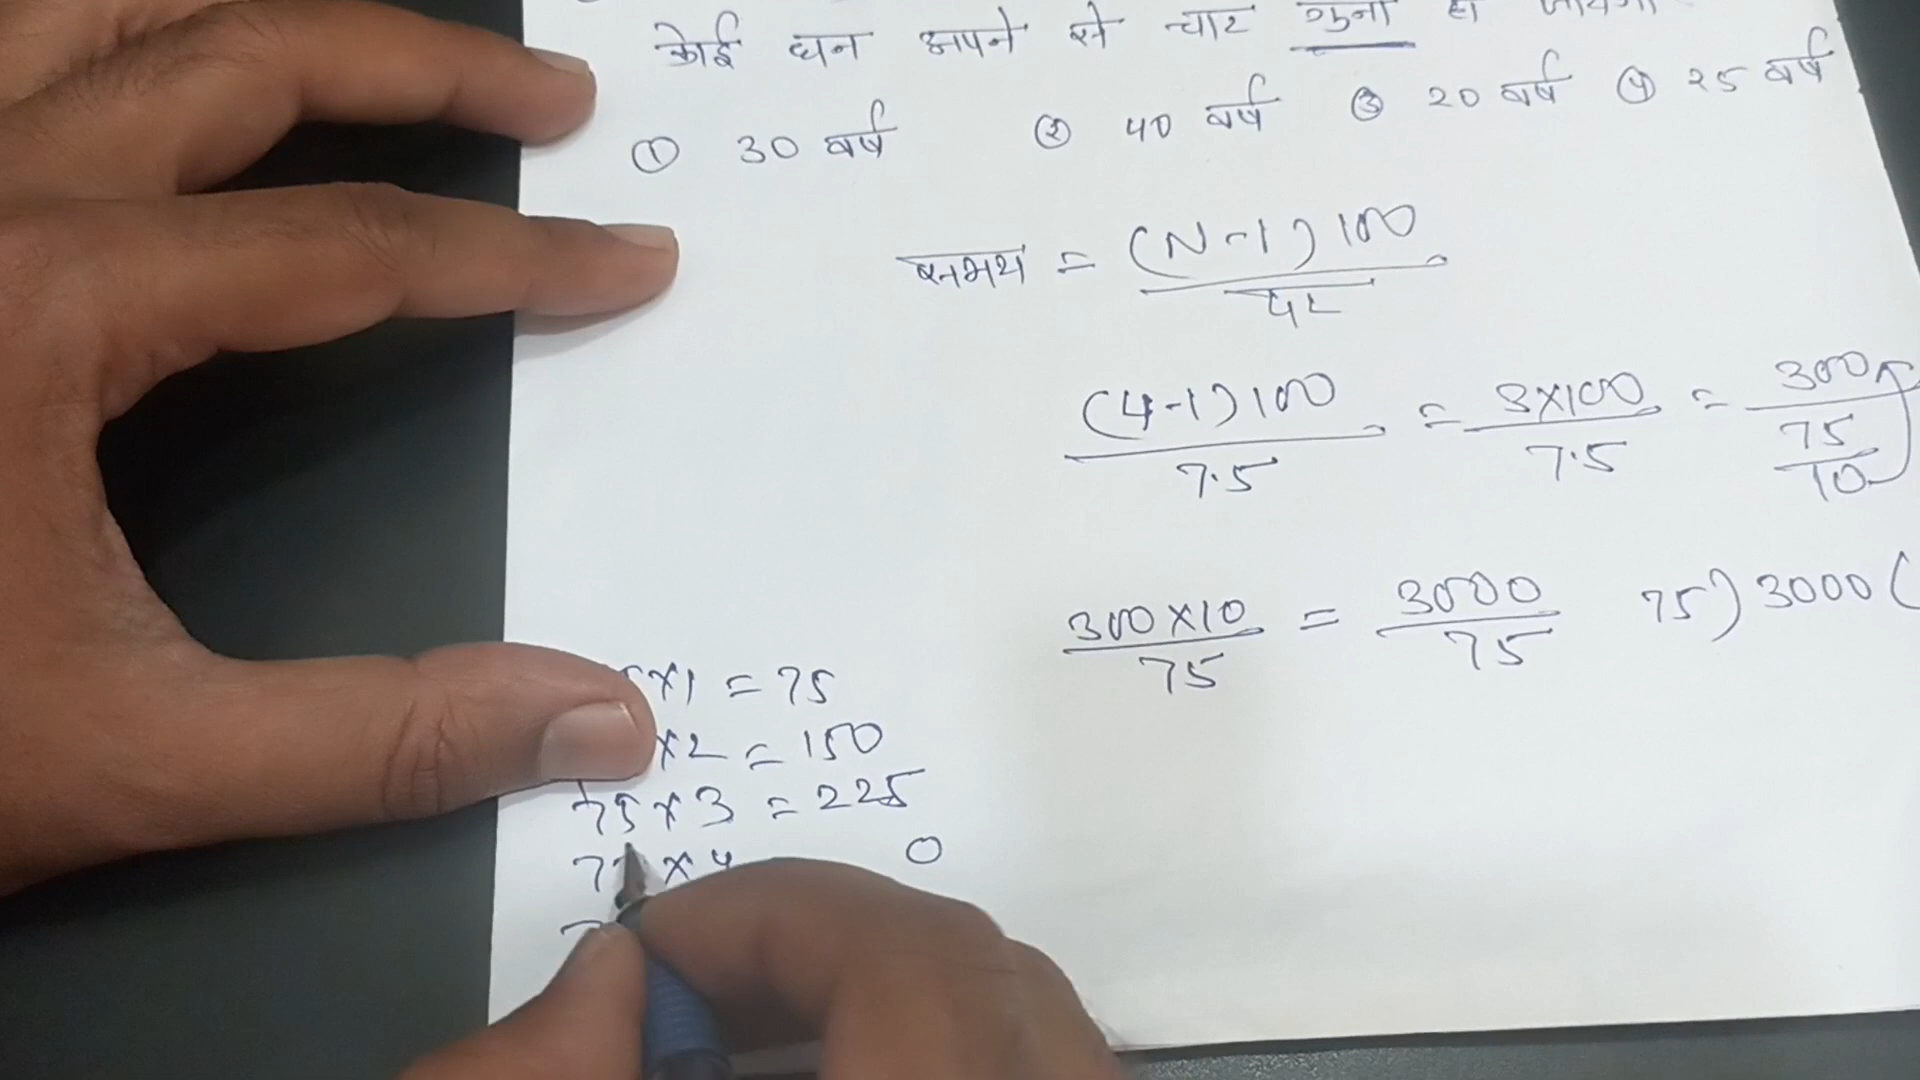 कोई धन अपने से चार गुना हो जायेगा
① 30 वर्ष ② 40 वर्ष ③ 20 वर्ष ④ 25 वर्ष
समय = (N-1)100 / दर
(4-1)100 / 7.5 = 3×100 / 7.5 = 300 / 75 / 10
300×10 / 75 = 3000 / 75 75)3000(
×1 = 75
×2 = 150
75×3 = 225
×4 0